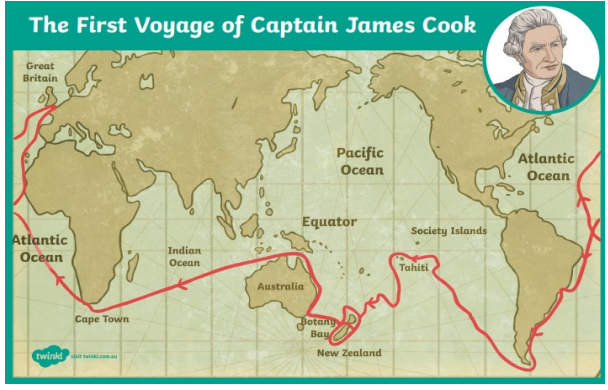 The First Voyage of Captain James Cook
Great
Britain
Pacific
Ocean
Atlantic
Ocean
Equator
Society Islands
Atlantic
Ocean
Indian
Ocean
Tahiti
Australia
Cape Town
Botany
Bay
New Zealand
twinkl visit twinkl.com.au